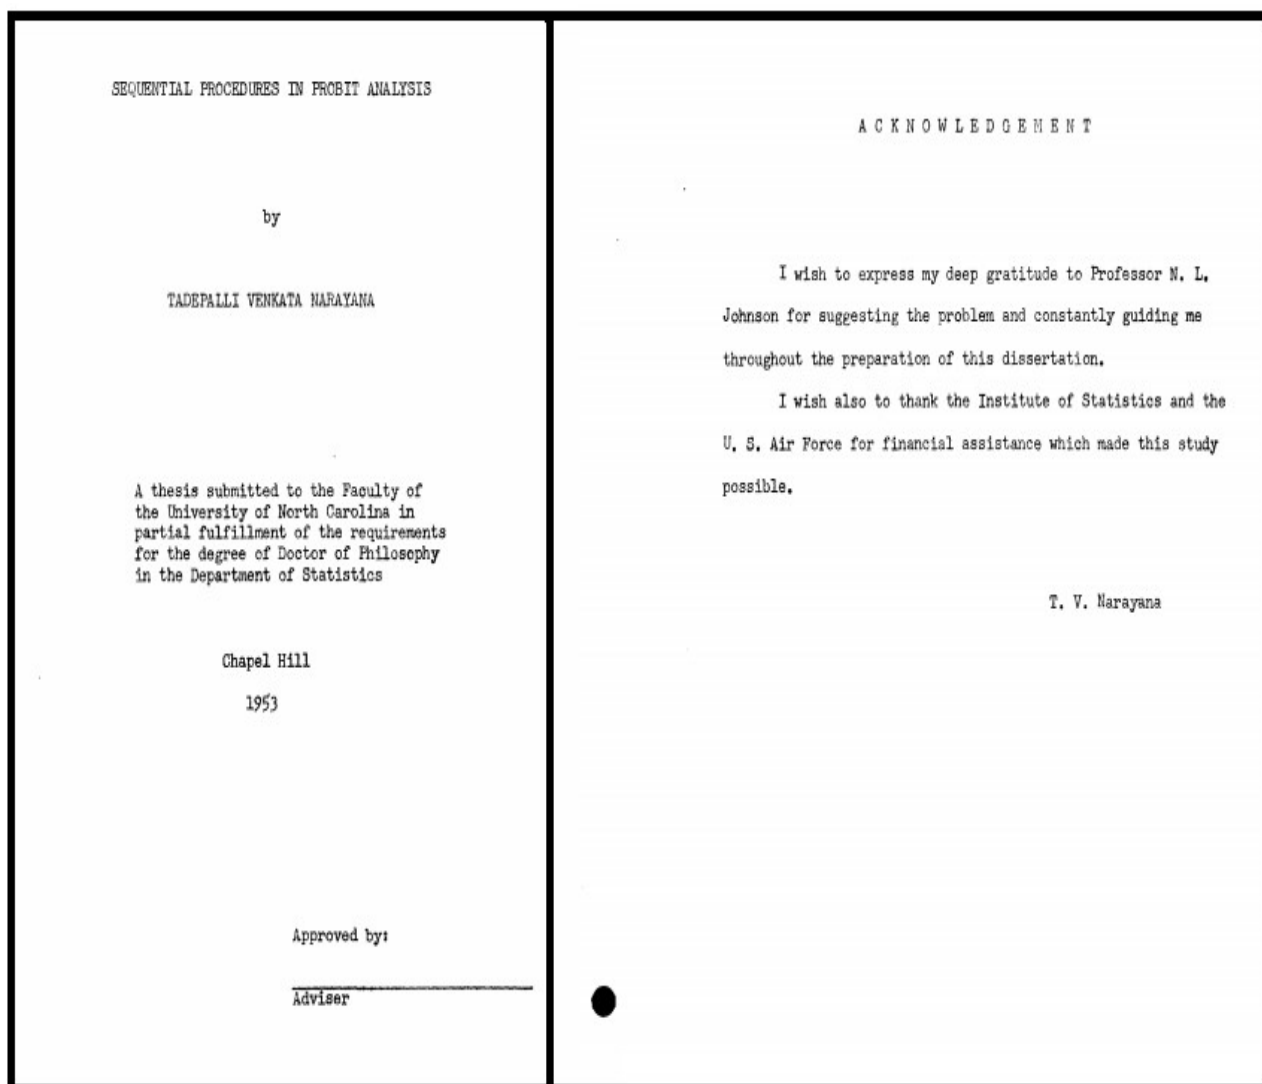 SEQUENTIAL PROCEDURES IN PROBIT ANALYSIS
by
TADEPALLI VENKATA NARAYANA
A thesis submitted to the Faculty of
the University of North Carolina in
partial fulfillment of the requirements
for the degree of Doctor of Philosophy
in the Department of Statistics
Chapel Hill
1953
Approved by:
Adviser
ACKNOWLEDGEMENT
I wish to express my deep gratitude to Professor N. L.
Johnson for suggesting the problem and constantly guiding me
throughout the preparation of this dissertation.
I wish also to thank the Institute of Statistics and the
U. S. Air Force for financial assistance which made this study
possible.
T. V. Narayana